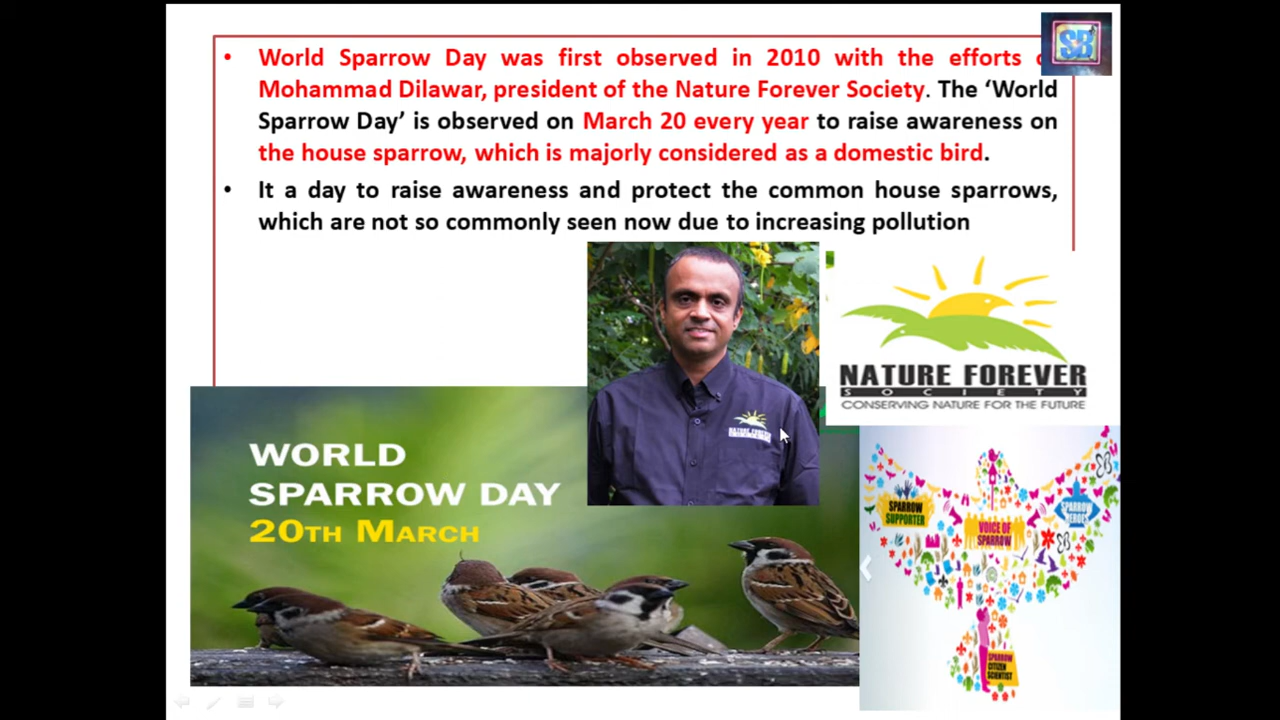 World Sparrow Day was first observed in 2010 with the efforts
Mohammad Dilawar, president of the Nature Forever Society. The ‘World
Sparrow Day’ is observed on March 20 every year to raise awareness on
the house sparrow, which is majorly considered as a domestic bird.
It a day to raise awareness and protect the common house sparrows,
which are not so commonly seen now due to increasing pollution
SB
NATURE FOREVER
SOCIETY
CONSERVING NATURE FOR THE FUTURE
NATURE FOREVER
WORLD
SPARROW DAY
20TH MARCH
SPARROW
SUPPORTER
VOICE OF
SPARROW
SPARROW
HEROES
SPARROW
CITIZEN
SCIENTIST